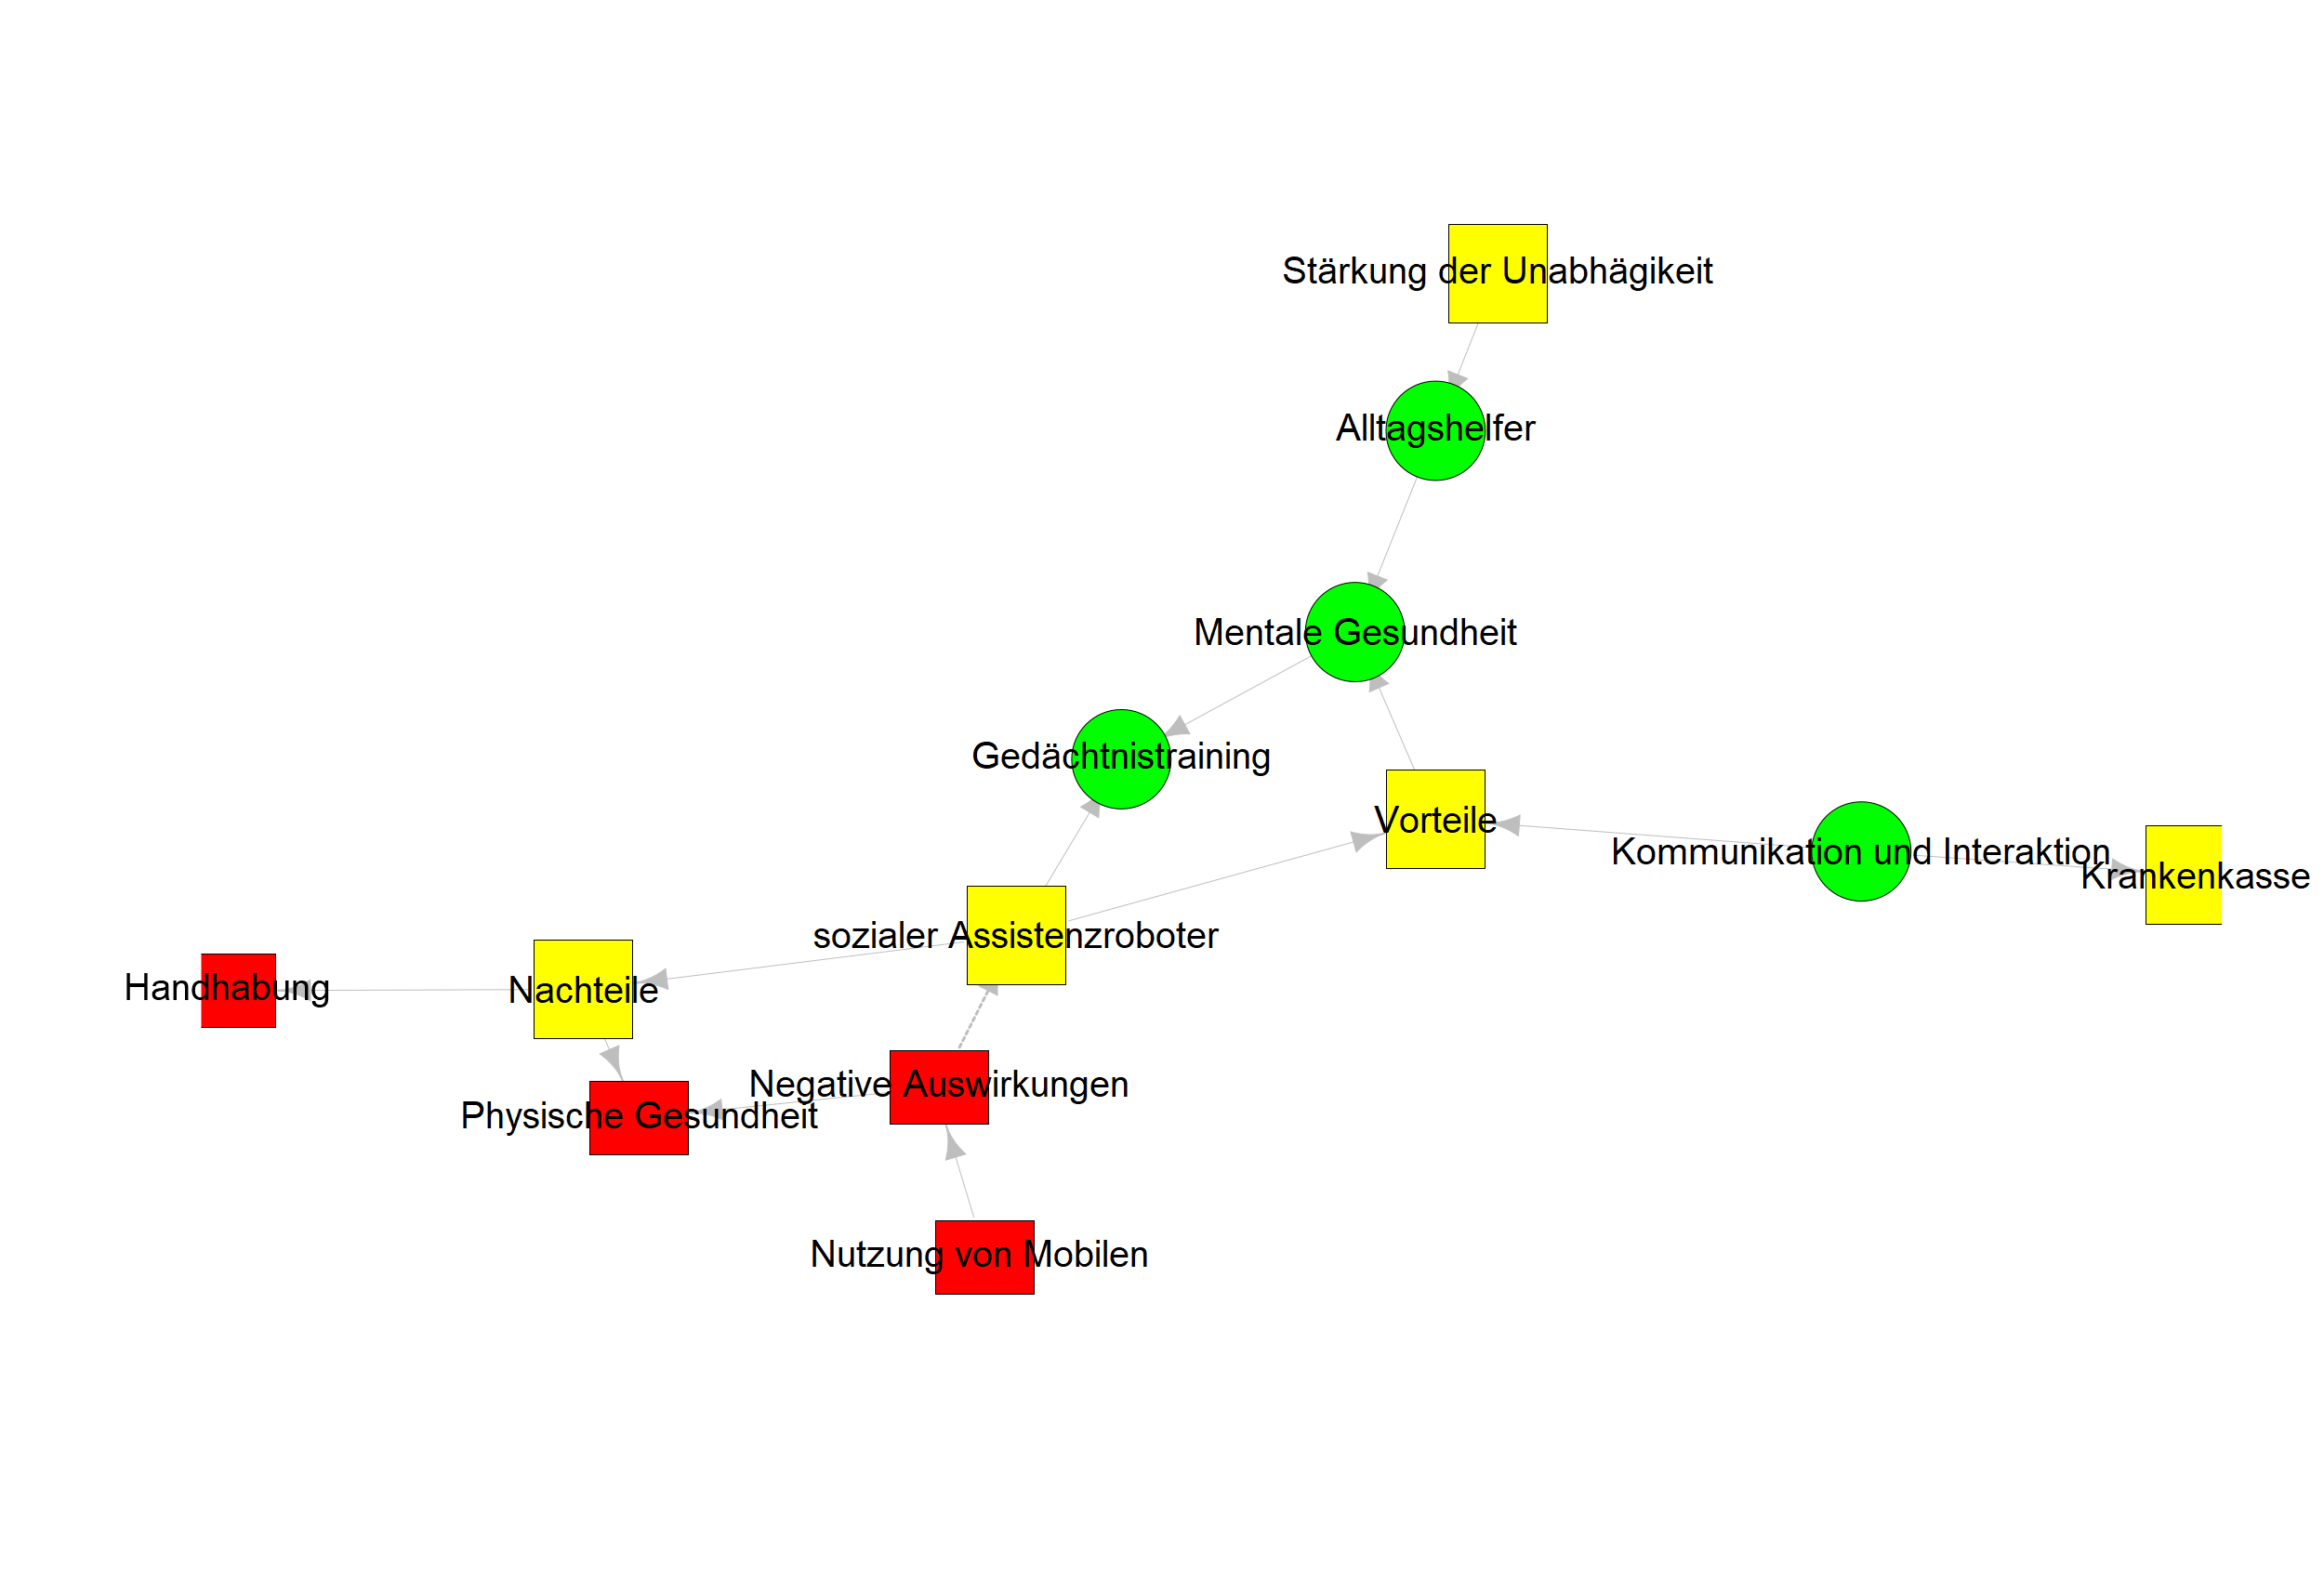 Stärkung der Unabhägikeit
Alltagshelfer
Mentale Gesundheit
Gedächtnistraining
Vorteile
Kommunikation und Interaktion
Krankenkasse
sozialer Assistenzroboter
Handhabung
Nachteile
Negative Auswirkungen
Physische Gesundheit
Nutzung von Mobilen